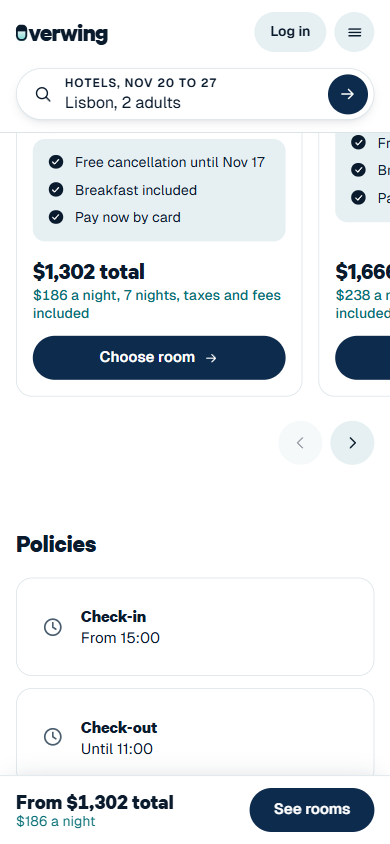 Overwing
Log in
HOTELS, NOV 20 TO 27
Lisbon, 2 adults
Free cancellation until Nov 17
Breakfast included
Pay now by card
$1,302 total
$186 a night, 7 nights, taxes and fees
included
Choose room
Policies
Check-in
From 15:00
Check-out
Until 11:00
From $1,302 total
$186 a night
See rooms